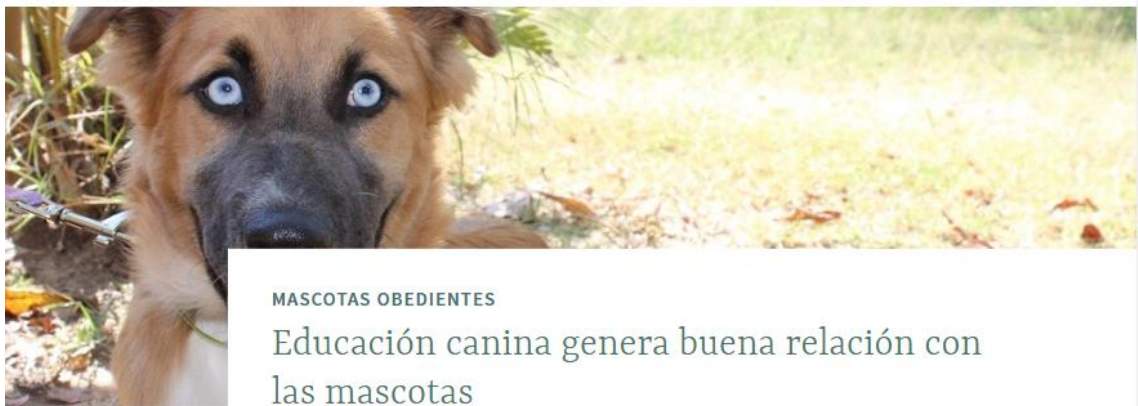 MASCOTAS OBEDIENTES
Educación canina genera buena relación con
las mascotas